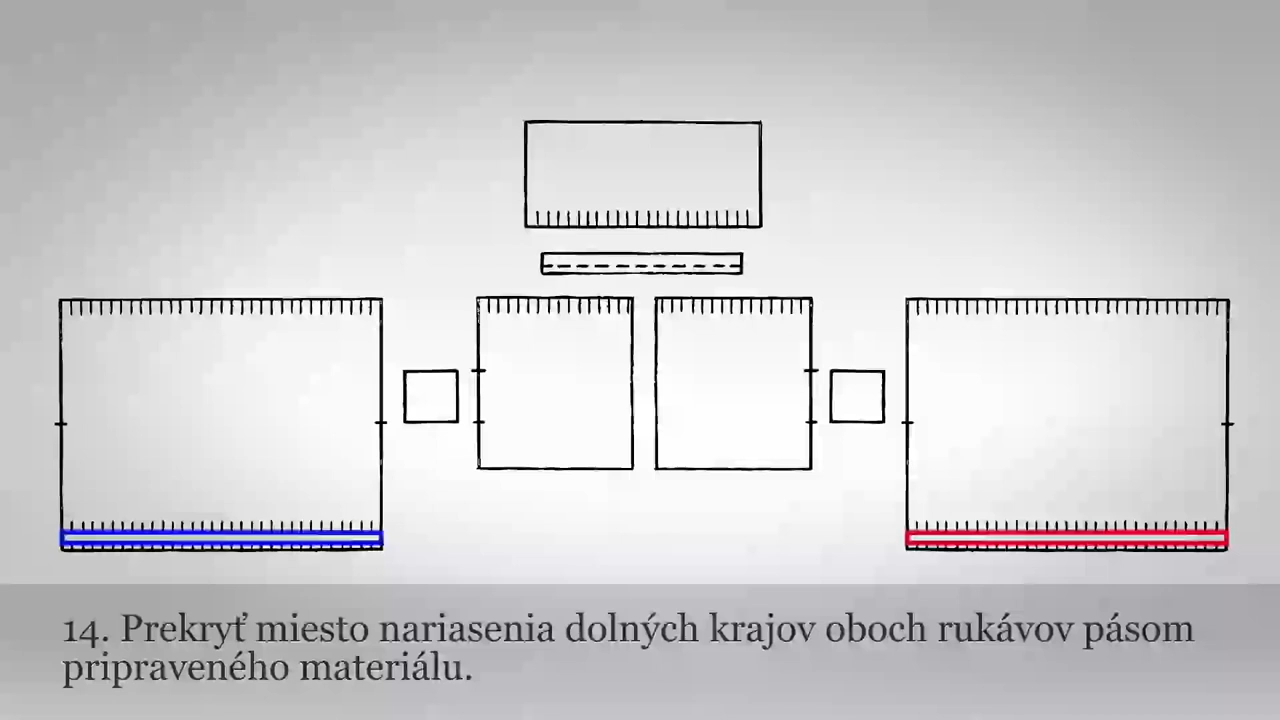 14. Prekryť miesto nariasenia dolných krajov oboch rukávov pásom
pripraveného materiálu.